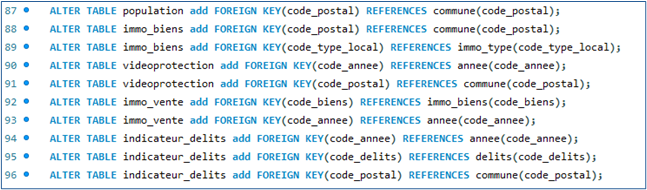 87 ALTER TABLE population add FOREIGN KEY(code_postal) REFERENCES commune(code_postal);
88 ALTER TABLE immo_biens add FOREIGN KEY(code_postal) REFERENCES commune(code_postal);
89 ALTER TABLE immo_biens add FOREIGN KEY(code_type_local) REFERENCES immo_type(code_type_local);
90 ALTER TABLE videoprotection add FOREIGN KEY(code_annee) REFERENCES annee(code_annee);
91 ALTER TABLE videoprotection add FOREIGN KEY(code_postal) REFERENCES commune(code_postal);
92 ALTER TABLE immo_vente add FOREIGN KEY(code_biens) REFERENCES immo_biens(code_biens);
93 ALTER TABLE immo_vente add FOREIGN KEY(code_annee) REFERENCES annee(code_annee);
94 ALTER TABLE indicateur_delits add FOREIGN KEY(code_annee) REFERENCES annee(code_annee);
95 ALTER TABLE indicateur_delits add FOREIGN KEY(code_delits) REFERENCES delits(code_delits);
96 ALTER TABLE indicateur_delits add FOREIGN KEY(code_postal) REFERENCES commune(code_postal);